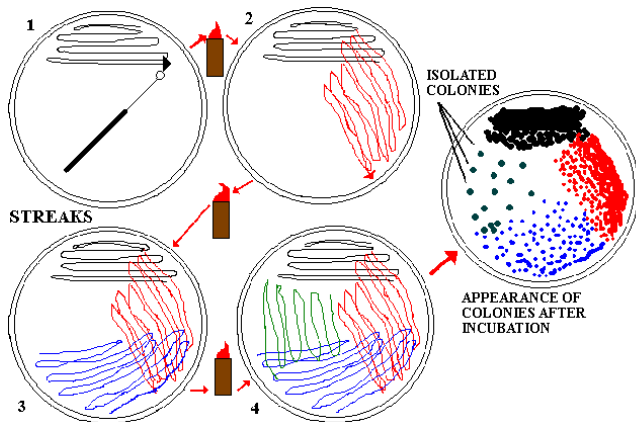 1
2
ISOLATED
COLONIES
STREAKS
3
4
APPEARANCE OF
COLONIES AFTER
INCUBATION